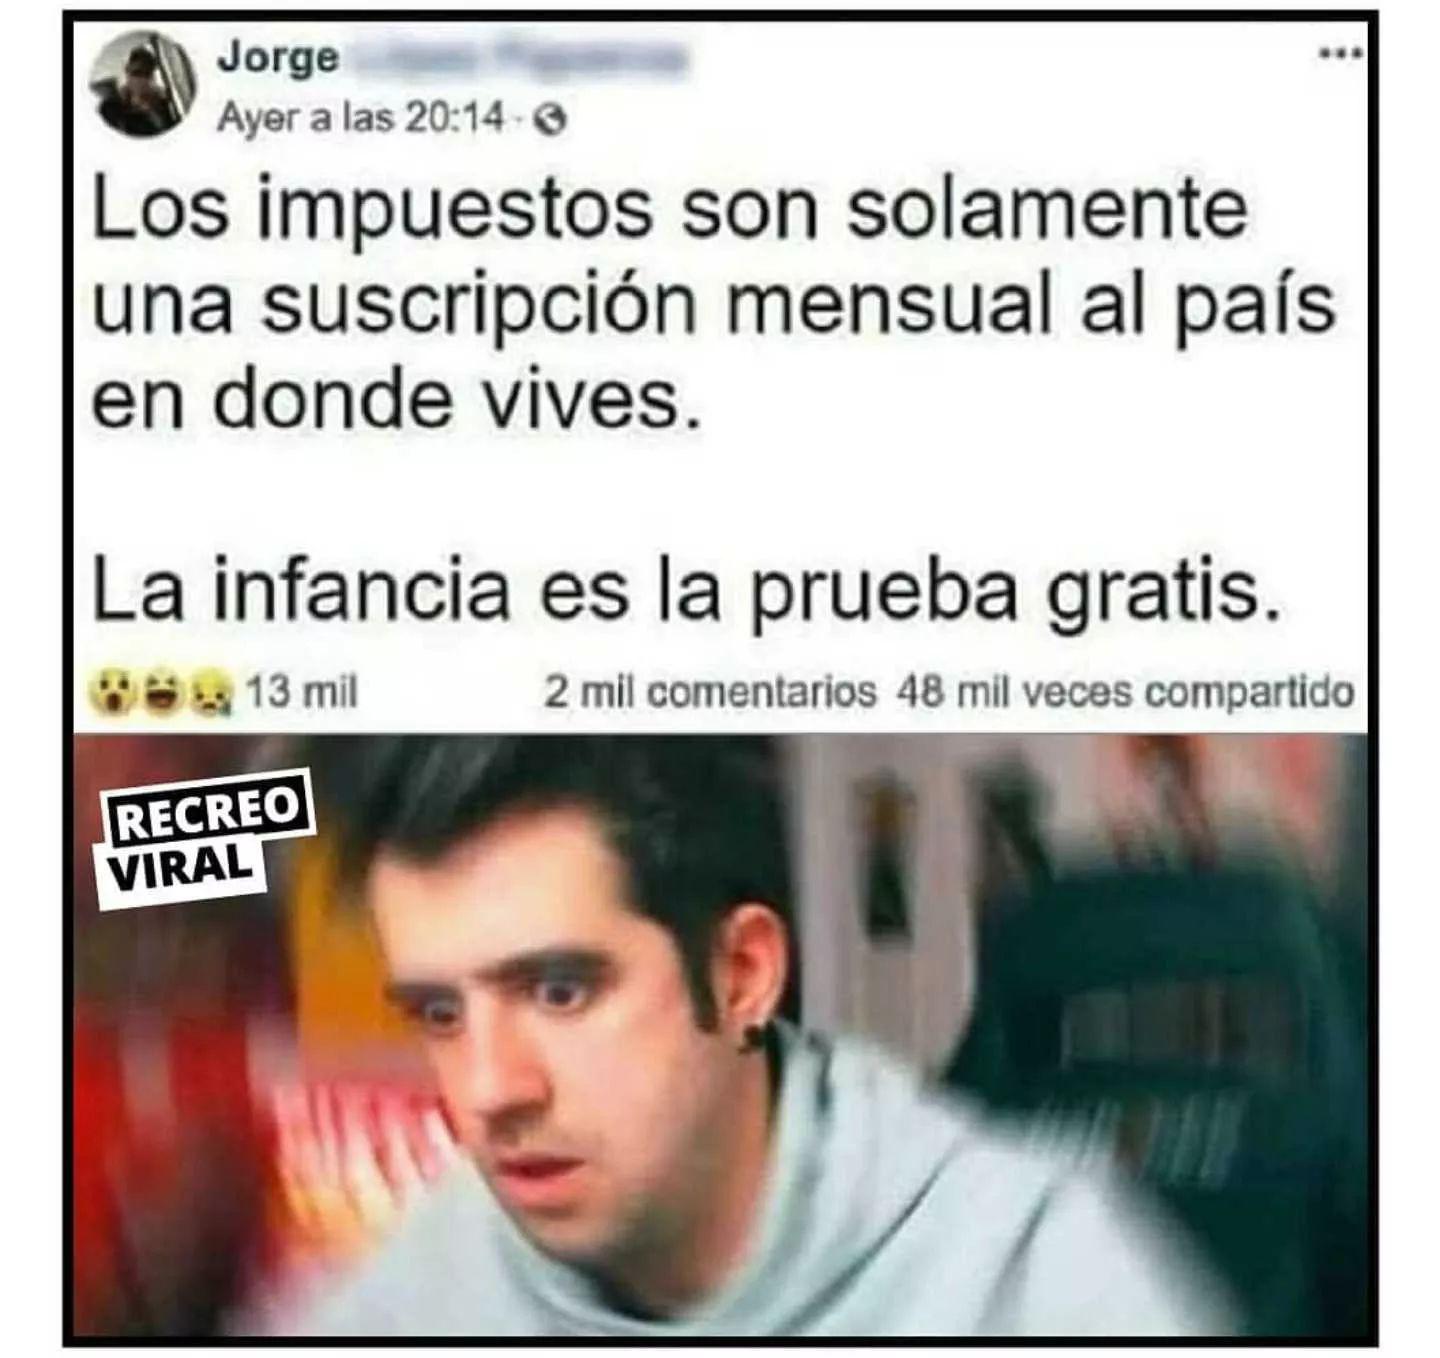 Jorge
Ayer a las 20:14 ·
Los impuestos son solamente
una suscripción mensual al país
en donde vives.
La infancia es la prueba gratis.
13 mil 2 mil comentarios 48 mil veces compartido
RECREO
VIRAL